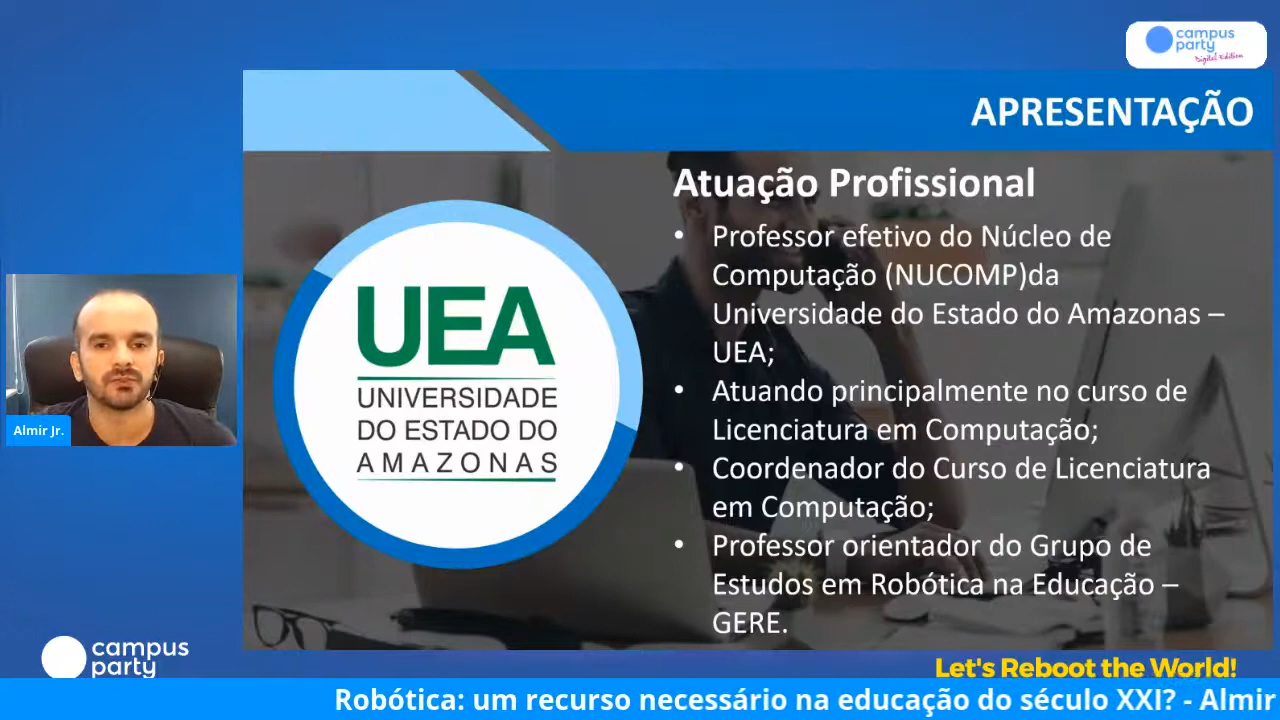 campus
party
Digital Edition
APRESENTAÇÃO
Atuação Profissional
• Professor efetivo do Núcleo de
Computação (NUCOMP)da
Universidade do Estado do Amazonas –
UEA;
• Atuando principalmente no curso de
Licenciatura em Computação;
• Coordenador do Curso de Licenciatura
em Computação;
• Professor orientador do Grupo de
Estudos em Robótica na Educação –
GERE.
UEA
UNIVERSIDADE
DO ESTADO DO
AMAZONAS
Almir Jr.
campus
party
Let's Reboot the World!
Robótica: um recurso necessário na educação do século XXI? - Almir